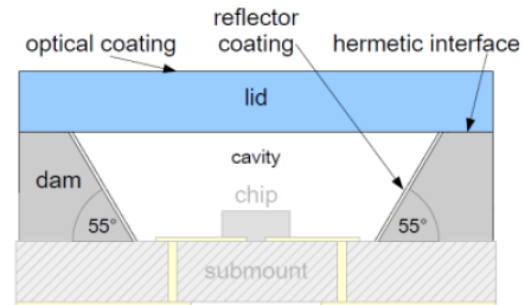 reflector
optical coating
coating
hermetic interface
lid
cavity
dam
chip
55°
55°
submount